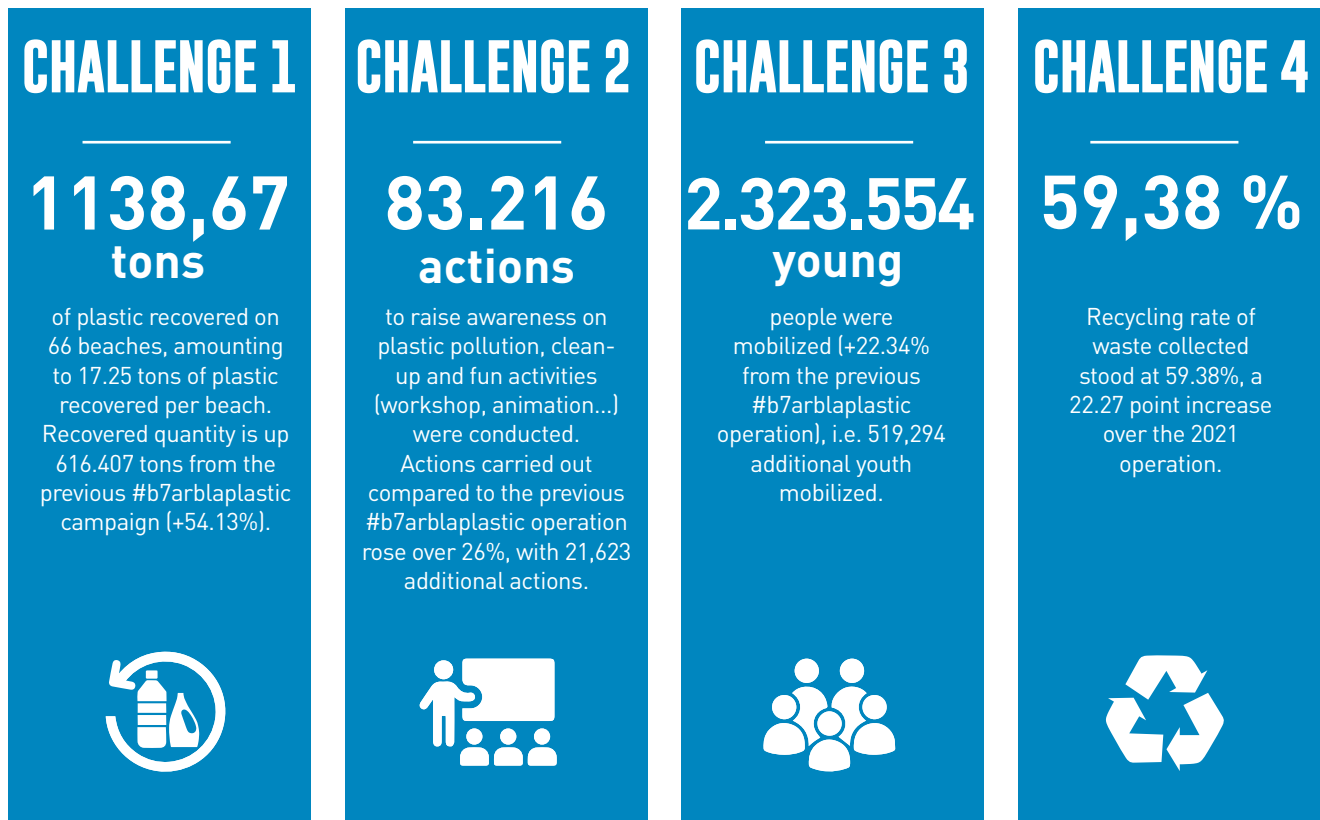 CHALLENGE 1
1138,67
tons
of plastic recovered on
66 beaches, amounting
to 17.25 tons of plastic
recovered per beach.
Recovered quantity is up
616.407 tons from the
previous #b7arblaplastic
campaign (+54.13%).
CHALLENGE 2
83.216
actions
to raise awareness on
plastic pollution, clean-
up and fun activities
(workshop, animation...)
were conducted.
Actions carried out
compared to the previous
#b7arblaplastic operation
rose over 26%, with 21,623
additional actions.
CHALLENGE 3
2.323.554
young
people were
mobilized (+22.34%
from the previous
#b7arblaplastic
operation), i.e. 519,294
additional youth
mobilized.
CHALLENGE 4
59,38 %
Recycling rate of
waste collected
stood at 59.38%, a
22.27 point increase
over the 2021
operation.